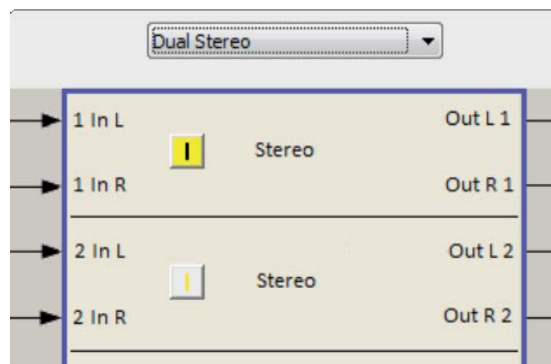 Dual Stereo
1 In L
Out L 1
I
Stereo
1 In R
Out R 1
2 In L
Out L 2
I
Stereo
2 In R
Out R 2